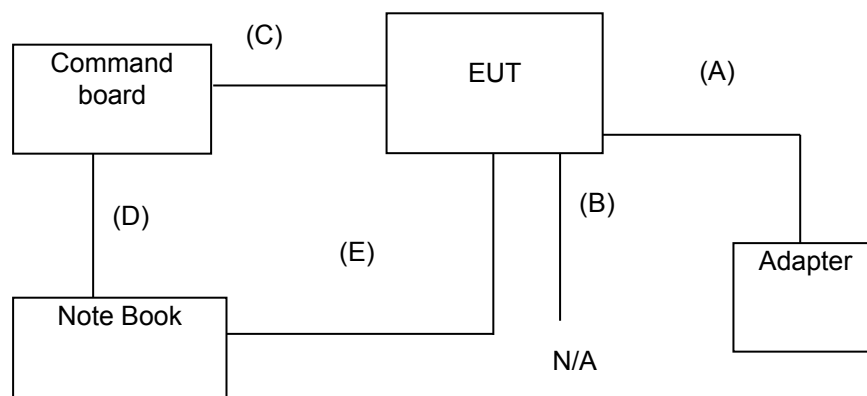 (C)
Command
board
EUT
(A)
(D)
(B)
(E)
Adapter
Note Book
N/A